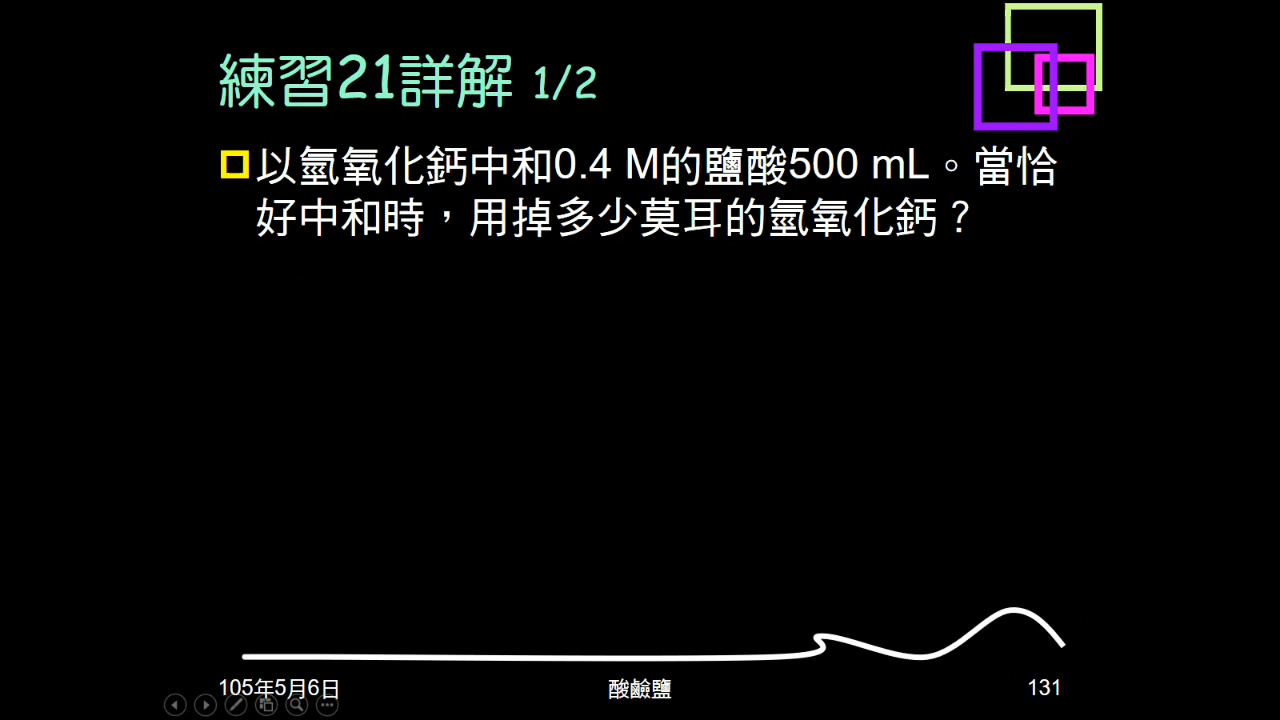 練習21詳解 1/2
以氫氧化鈣中和0.4 M的鹽酸500 mL。當恰
好中和時，用掉多少莫耳的氫氧化鈣？
105年5月6日
酸鹼鹽
131